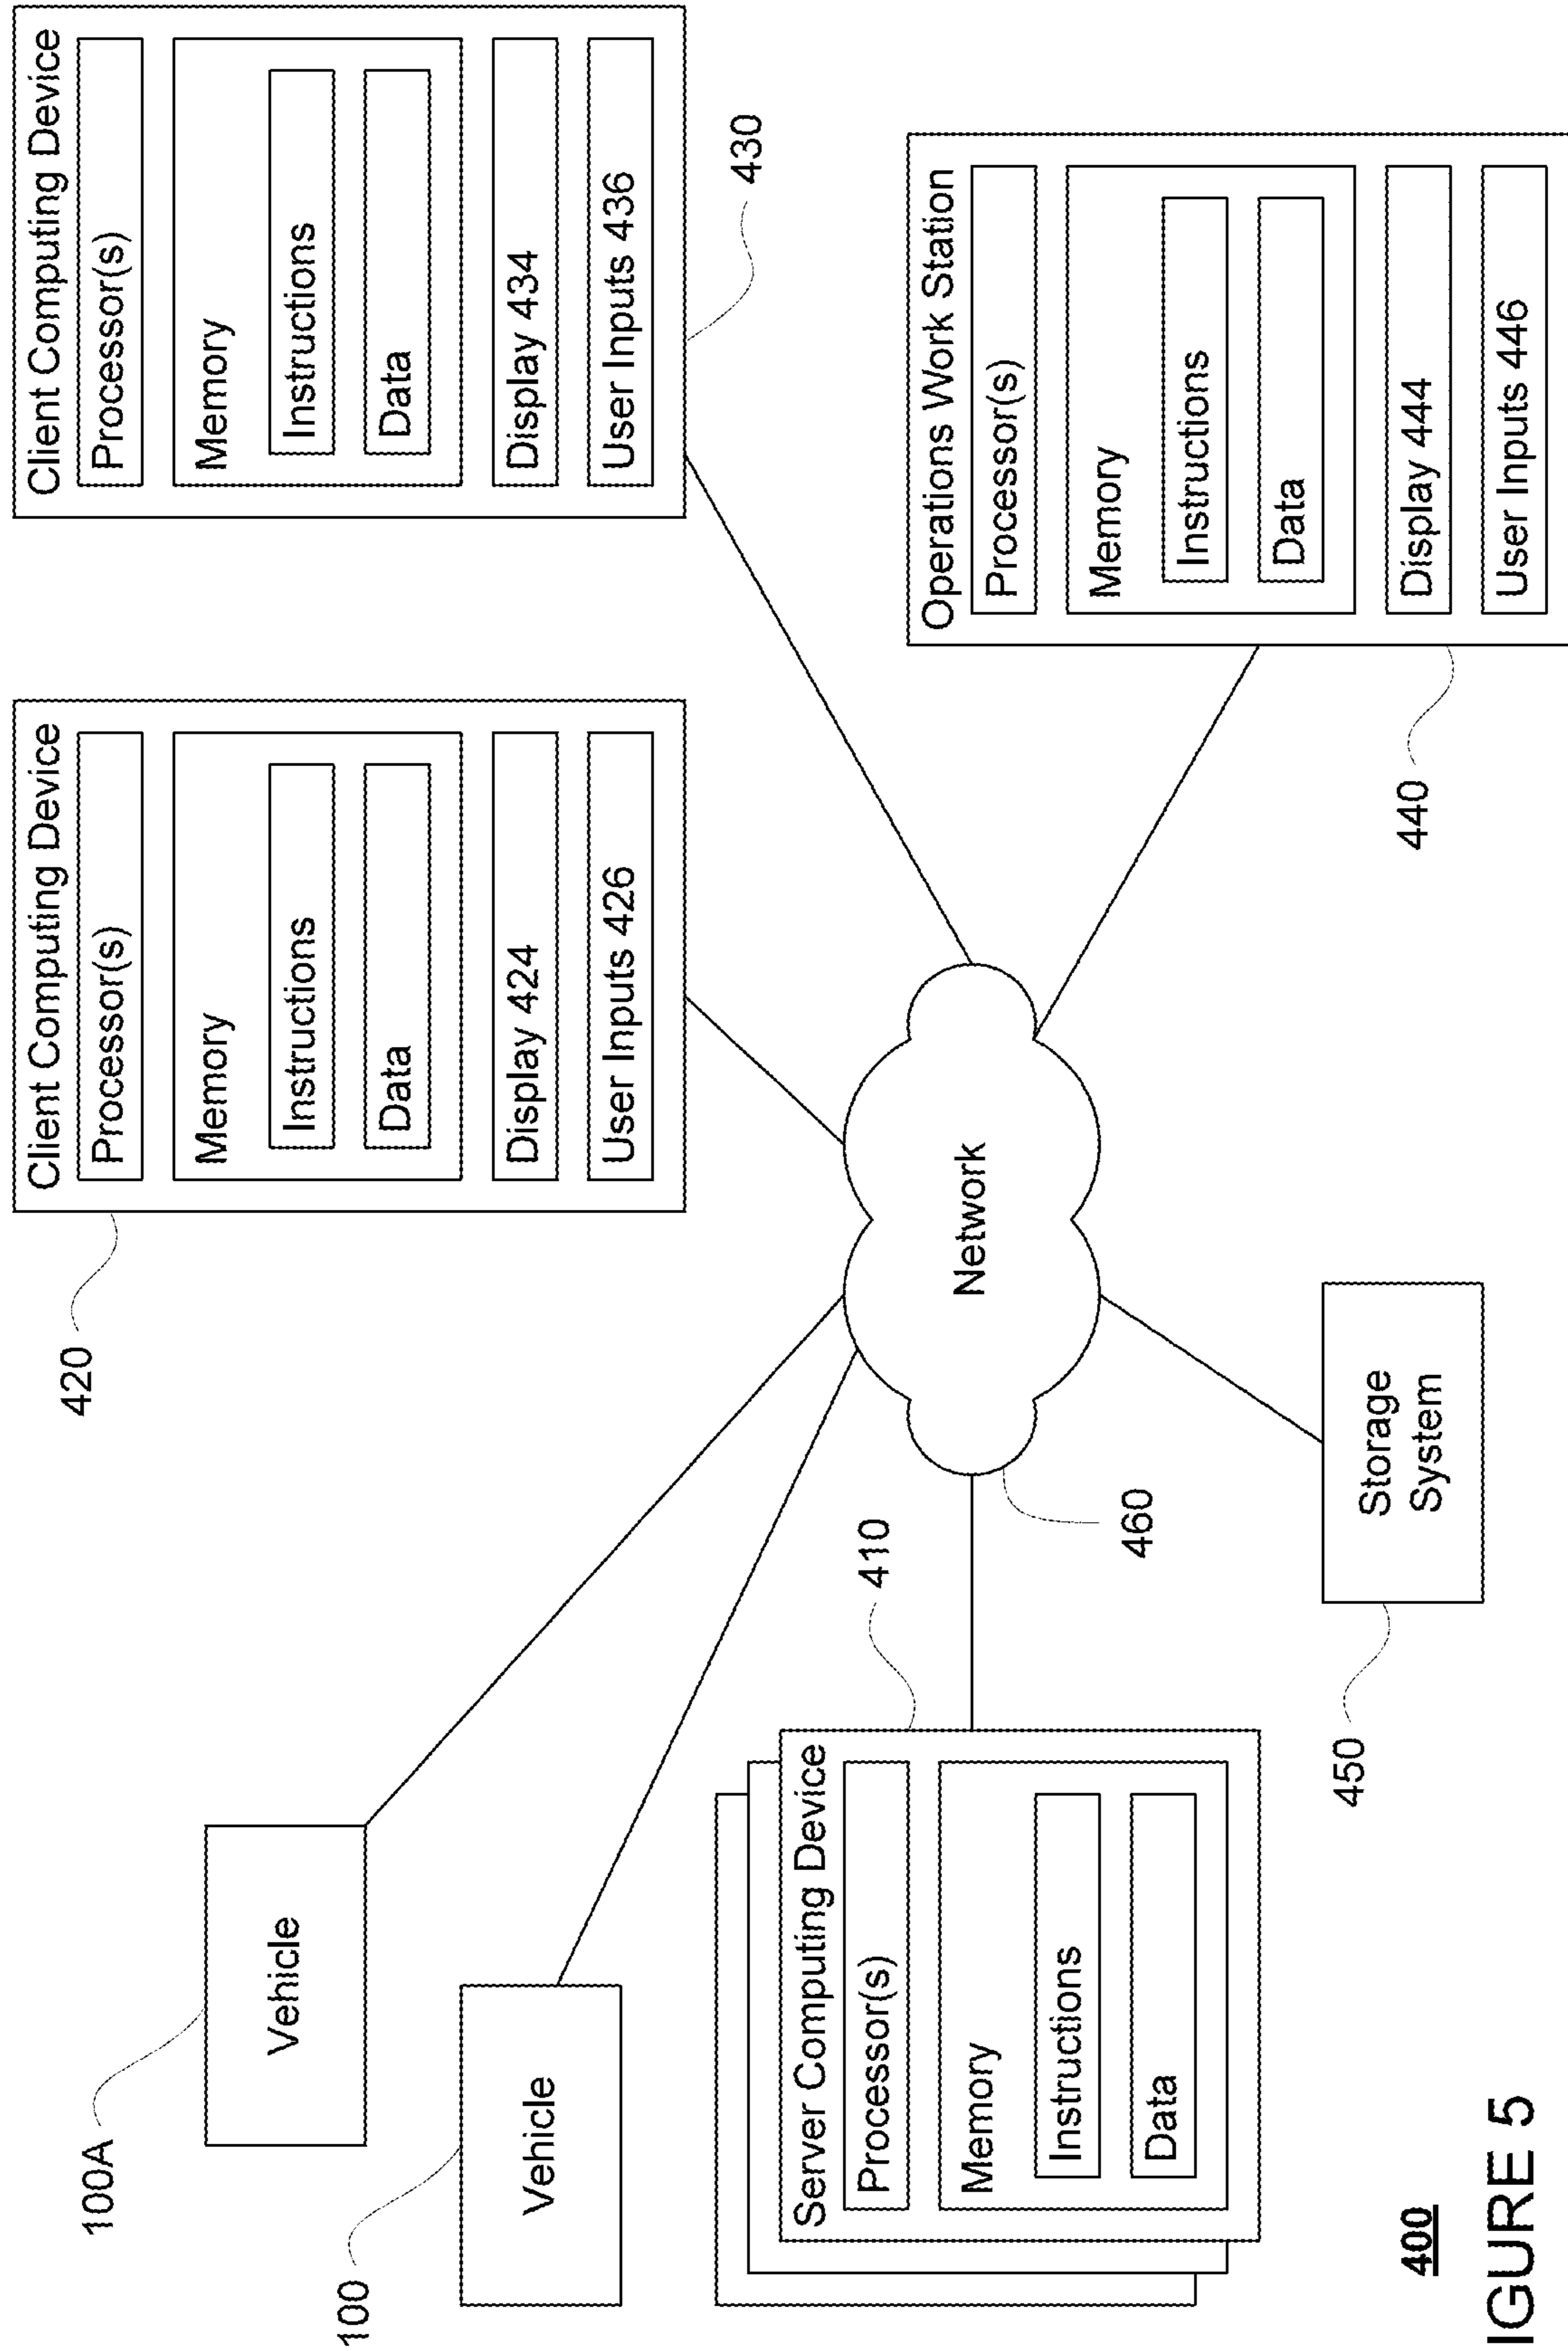 100A
Vehicle
100
Vehicle
420
Client Computing Device
Processor(s)
Memory
Instructions
Data
Display 424
User Inputs 426
Client Computing Device
Processor(s)
Memory
Instructions
Data
Display 434
User Inputs 436
430
Server Computing Device
Processor(s)
Memory
Instructions
Data
410
Network
460
Operations Work Station
Processor(s)
Memory
Instructions
Data
Display 444
User Inputs 446
440
Storage
System
450
400
IGURE 5